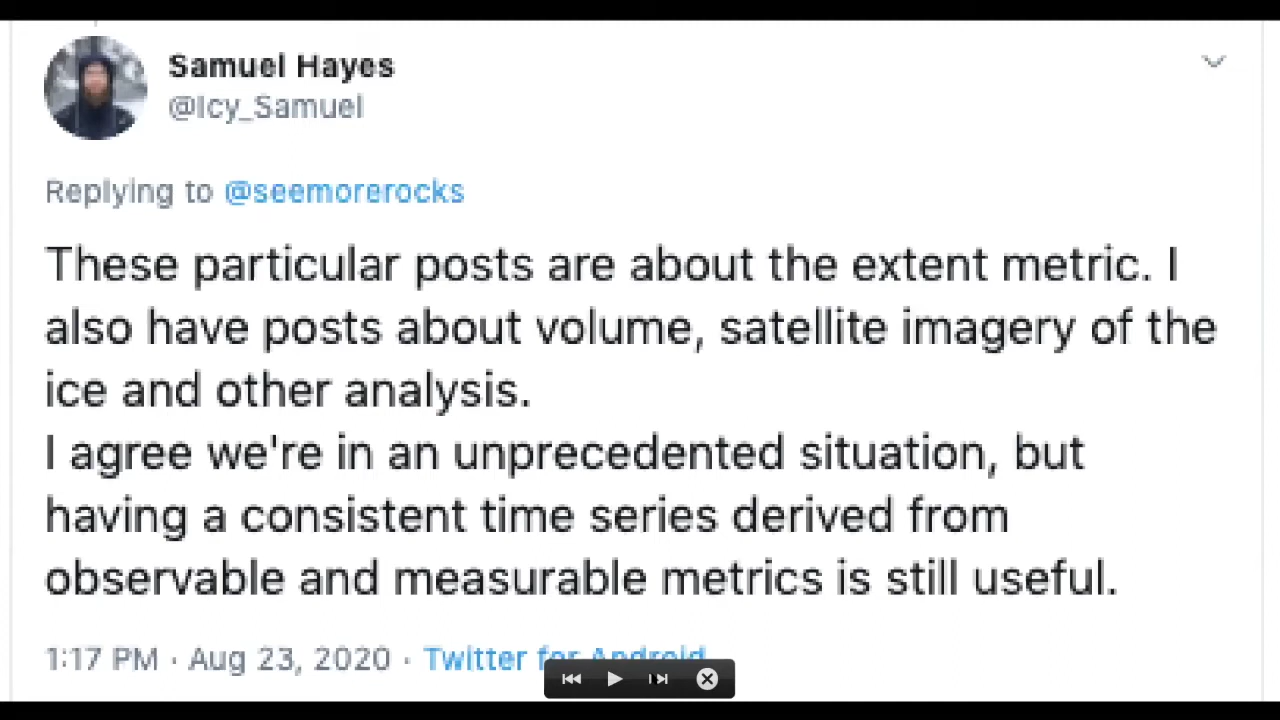 Samuel Hayes
@Icy_Samuel
Replying to @seemorerocks
These particular posts are about the extent metric. I
also have posts about volume, satellite imagery of the
ice and other analysis.
I agree we're in an unprecedented situation, but
having a consistent time series derived from
observable and measurable metrics is still useful.
1:17 PM · Aug 23, 2020 · Twitter for Android